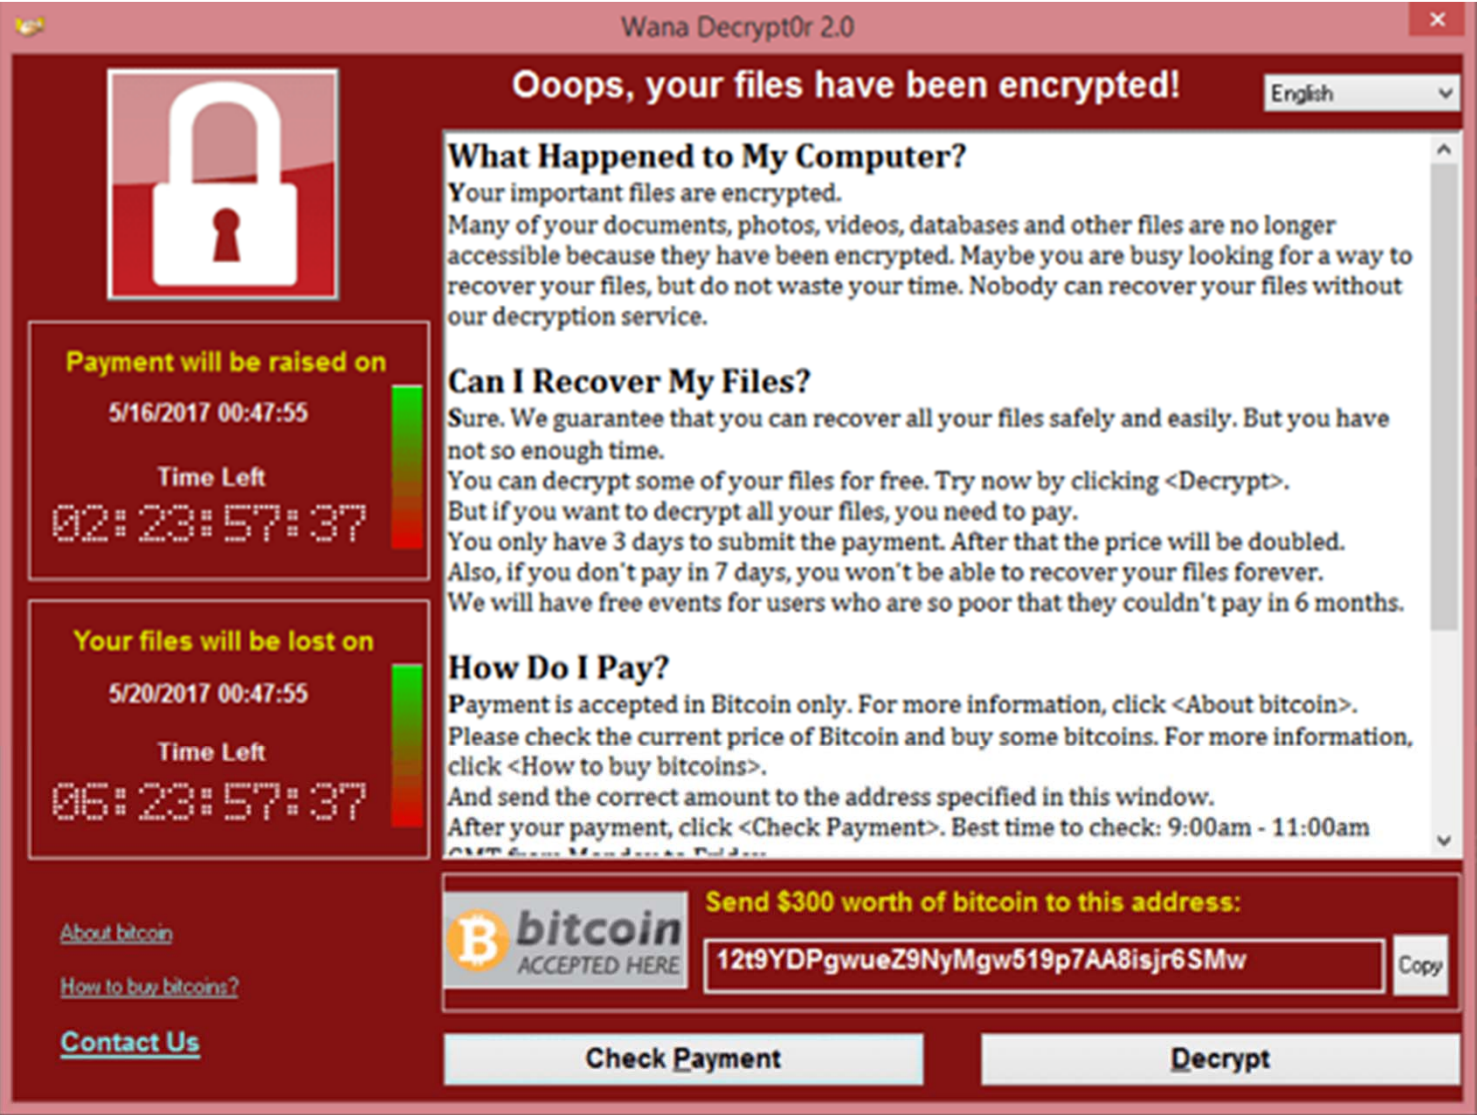 Wana Decrypt0r 2.0
Ooops, your files have been encrypted!
English
Payment will be raised on
5/16/2017 00:47:55
Time Left
02:23:57:37
Your files will be lost on
5/20/2017 00:47:55
Time Left
06:23:57:37
About bitcoin
How to buy bitcoins?
Contact Us
What Happened to My Computer?
Your important files are encrypted.
Many of your documents, photos, videos, databases and other files are no longer
accessible because they have been encrypted. Maybe you are busy looking for a way to
recover your files, but do not waste your time. Nobody can recover your files without
our decryption service.
Can I Recover My Files?
Sure. We guarantee that you can recover all your files safely and easily. But you have
not so enough time.
You can decrypt some of your files for free. Try now by clicking <Decrypt>.
But if you want to decrypt all your files, you need to pay.
You only have 3 days to submit the payment. After that the price will be doubled.
Also, if you don't pay in 7 days, you won't be able to recover your files forever.
We will have free events for users who are so poor that they couldn't pay in 6 months.
How Do I Pay?
Payment is accepted in Bitcoin only. For more information, click <About bitcoin>.
Please check the current price of Bitcoin and buy some bitcoins. For more information,
click <How to buy bitcoins>.
And send the correct amount to the address specified in this window.
After your payment, click <Check Payment>. Best time to check: 9:00am - 11:00am
GMT from Monday to Friday
bitcoin
ACCEPTED HERE
Send $300 worth of bitcoin to this address:
12t9YDPgwueZ9NyMgw519p7AA8isjr6SMw
Copy
Check Payment
Decrypt